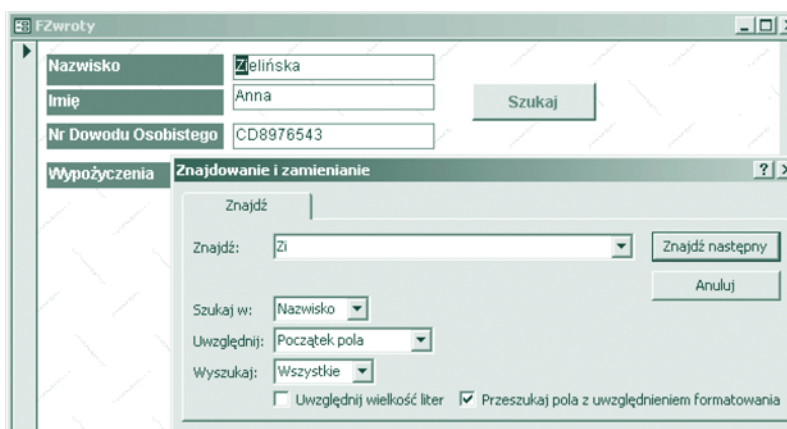 FZwroty
Nazwisko Zielińska
Imię Anna Szukaj
Nr Dowodu Osobistego CD8976543
Wypożyczenia
Znajdowanie i zamienianie
Znajdź
Znajdź: Zi Znajdź następny
Anuluj
Szukaj w: Nazwisko
Uwzględnij: Początek pola
Wyszukaj: Wszystkie
Uwzględnij wielkość liter Przeszukaj pola z uwzględnieniem formatowania